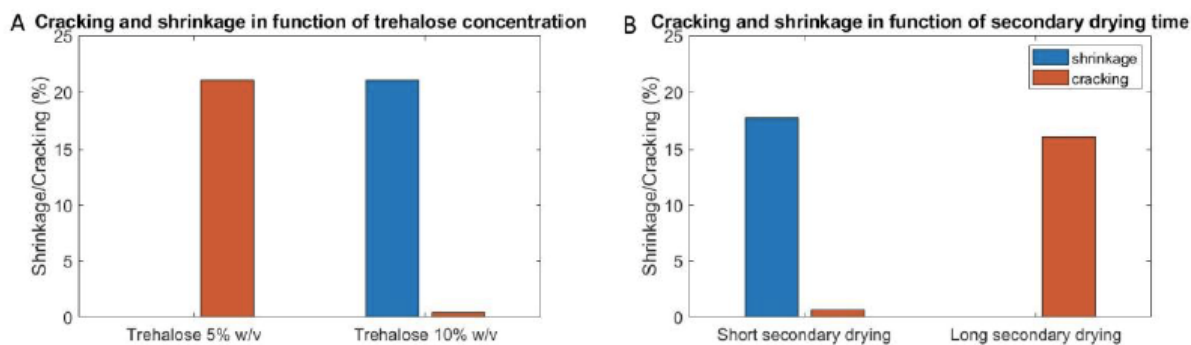 A Cracking and shrinkage in function of trehalose concentration
25
20
15
10
5
0
Shrinkage/Cracking (%)
Trehalose 5% w/v
Trehalose 10% w/v
B Cracking and shrinkage in function of secondary drying time
25
20
15
10
5
0
Shrinkage/Cracking (%)
shrinkage
cracking
Short secondary drying
Long secondary drying